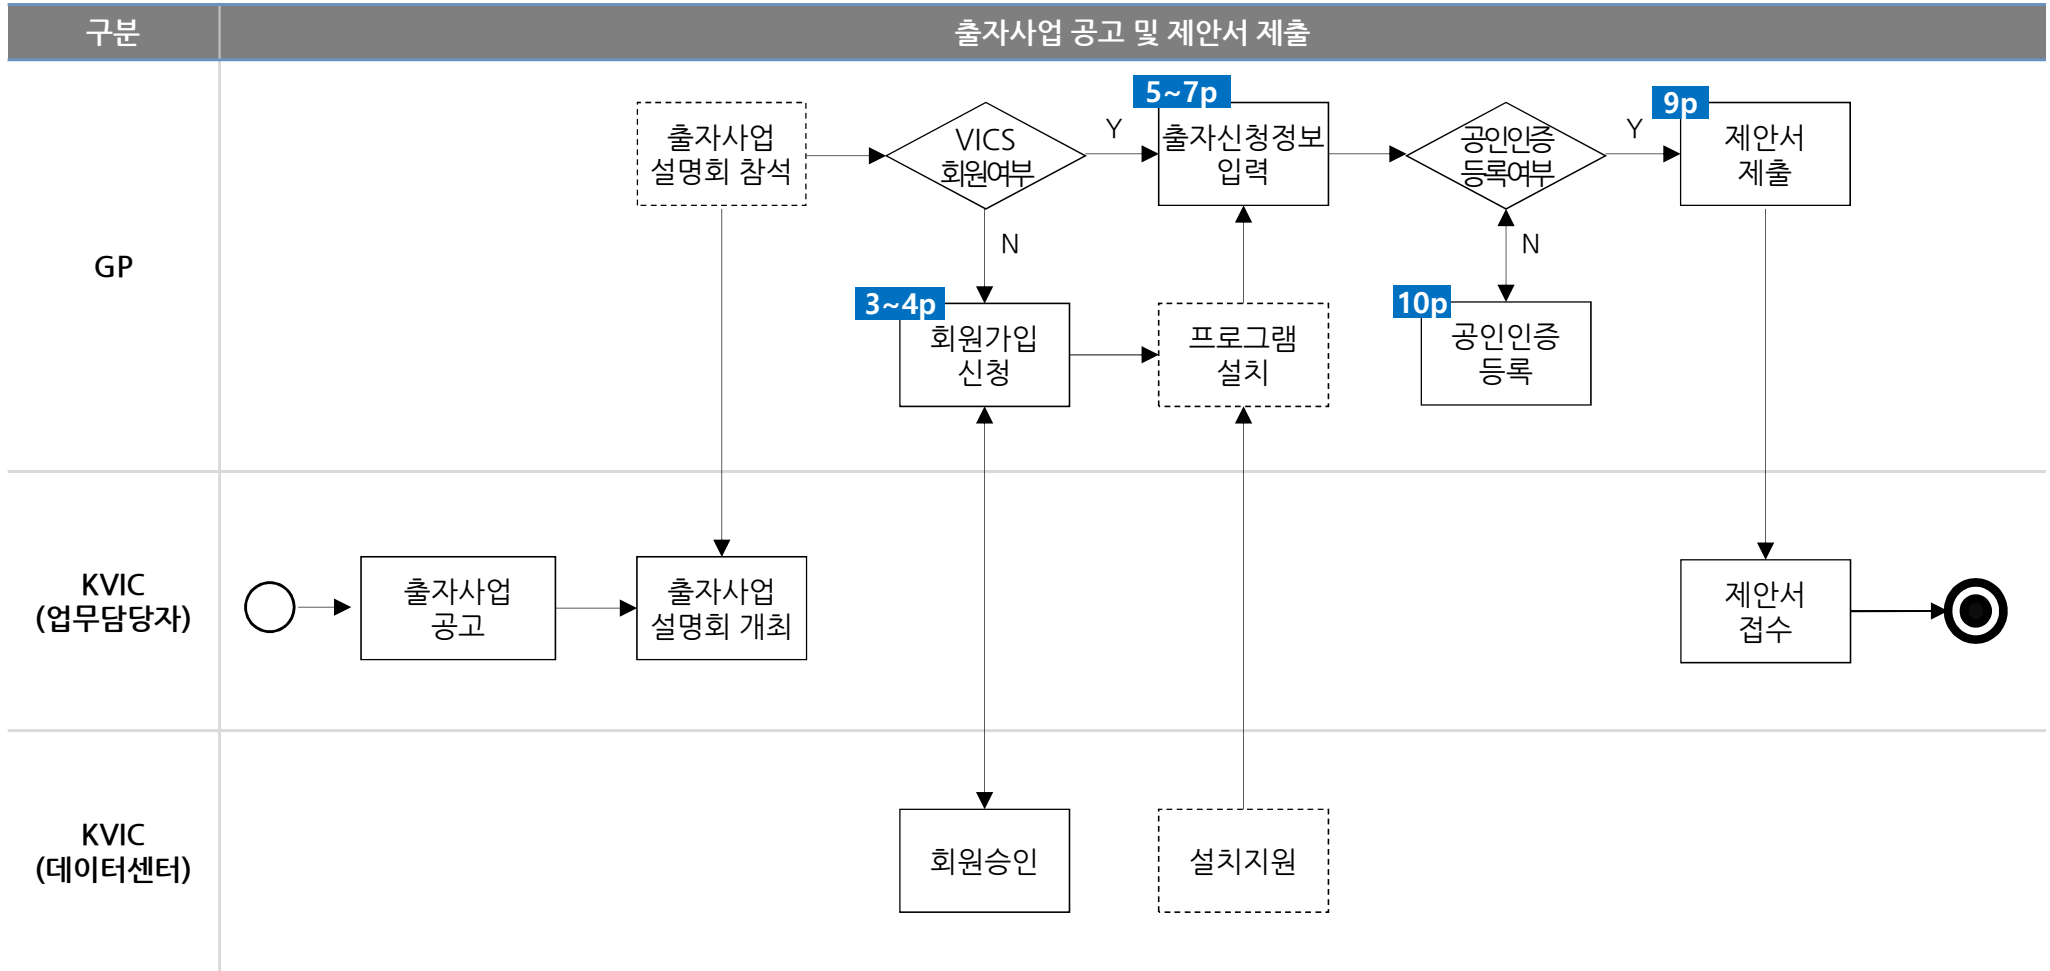 구분
출자사업 공고 및 제안서 제출
GP
출자사업
설명회 참석
VICS
회원여부
Y
N
5~7p
출자신청정보
입력
공인인증
등록여부
Y
N
9p
제안서
제출
3~4p
회원가입
신청
프로그램
설치
10p
공인인증
등록
KVIC
(업무담당자)
출자사업
공고
출자사업
설명회 개최
제안서
접수
KVIC
(데이터센터)
회원승인
설치지원